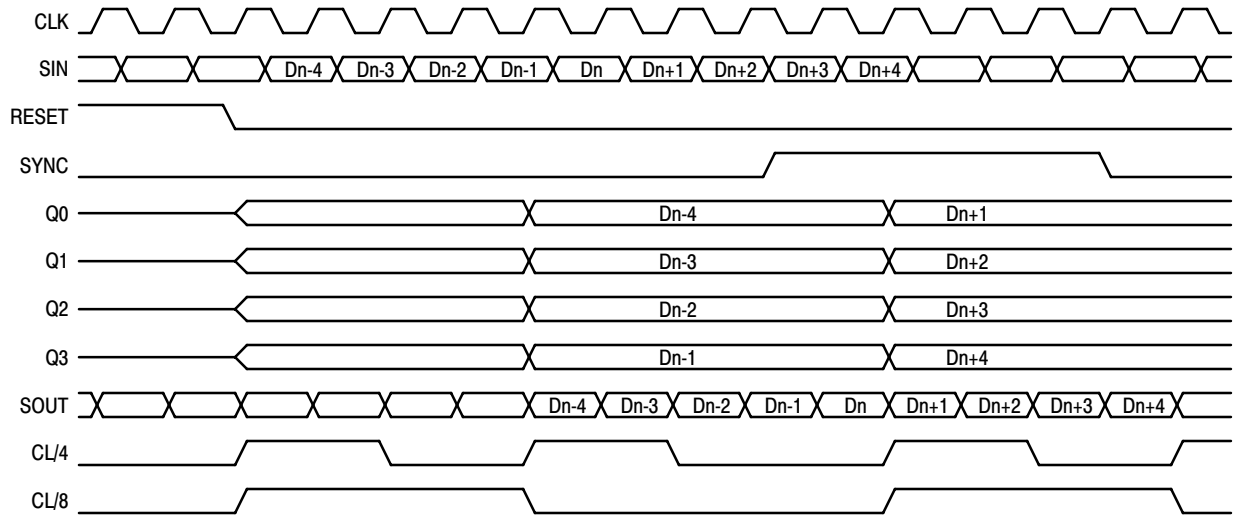 CLK
SIN Dn-4 Dn-3 Dn-2 Dn-1 Dn Dn+1 Dn+2 Dn+3 Dn+4
RESET
SYNC
Q0 Dn-4 Dn+1
Q1 Dn-3 Dn+2
Q2 Dn-2 Dn+3
Q3 Dn-1 Dn+4
SOUT Dn-4 Dn-3 Dn-2 Dn-1 Dn Dn+1 Dn+2 Dn+3 Dn+4
CL/4
CL/8